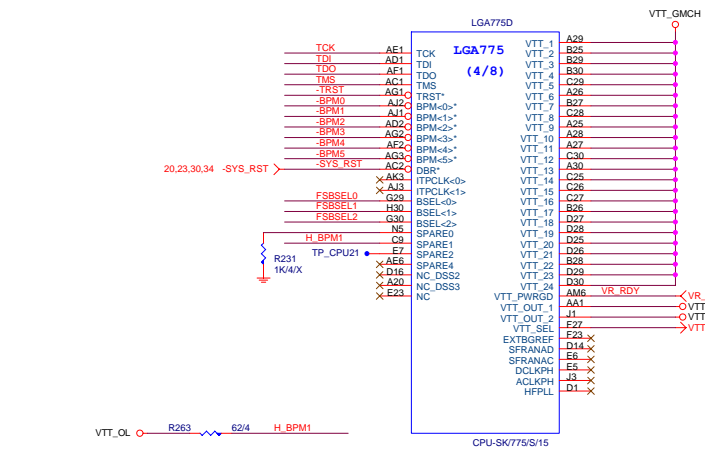 LGA775D
VTT_GMCH
LGA775
(4/8)
TCK AE1 TCK VTT_1 A29
TDI AD1 TDI VTT_2 B25
TDO AF1 TDO VTT_3 B29
TMS AC1 TMS VTT_4 B30
-TRST AG1 TRST* VTT_5 C29
-BPM0 AJ2 BPM<0>* VTT_6 A26
-BPM1 AJ1 BPM<1>* VTT_7 B27
-BPM2 AD2 BPM<2>* VTT_8 C28
-BPM3 AG2 BPM<3>* VTT_9 A25
-BPM4 AF2 BPM<4>* VTT_10 A28
-BPM5 AG3 BPM<5>* VTT_11 A27
20,23,30,34 -SYS_RST -SYS_RST AC2 DBR* VTT_12 C30
AK3 ITPCLK<0> VTT_13 A30
AJ3 ITPCLK<1> VTT_14 C25
FSBSEL0 G29 BSEL<0> VTT_15 C26
FSBSEL1 H30 BSEL<1> VTT_16 C27
FSBSEL2 G30 BSEL<2> VTT_17 B26
N5 SPARE0 VTT_18 D27
H_BPM1 C9 SPARE1 VTT_19 D28
TP_CPU21 E7 SPARE2 VTT_20 D25
AE6 SPARE4 VTT_21 D26
D16 NC_DSS2 VTT_22 B28
A20 NC_DSS3 VTT_23 D29
E23 NC VTT_24 D30
VTT_PWRGD AM6 VR_RDY VR_
VTT_OUT_1 AA1 VTT
VTT_OUT_2 J1 VTT
VTT_SEL F27 VTT
EXTBGREF F23
SFRANAD D14
SFRANAC E6
DCLKPH E5
ACLKPH J3
HFPLL D1
R231
1K/4/X
VTT_OL R263 62/4 H_BPM1
CPU-SK/775/S/15